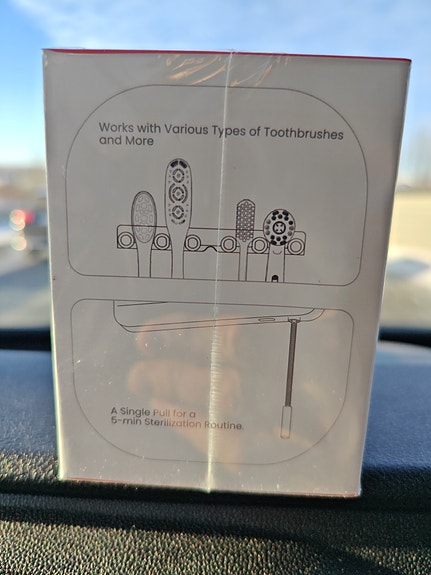 Works with Various Types of Toothbrushes
and More
A Single Pull for a
5-min Sterilization Routine.